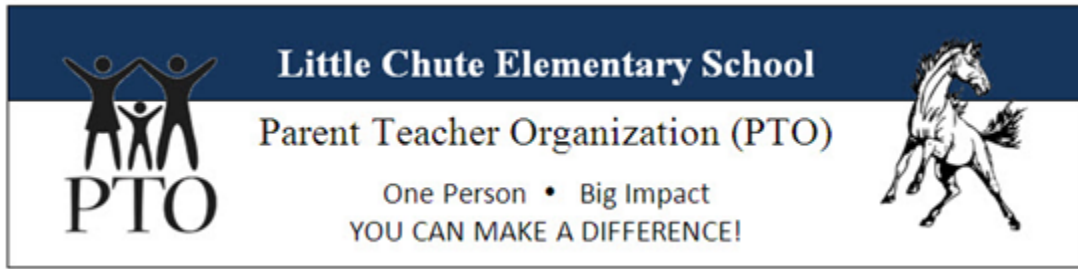 Little Chute Elementary School
Parent Teacher Organization (PTO)
One Person • Big Impact
YOU CAN MAKE A DIFFERENCE!
PTO